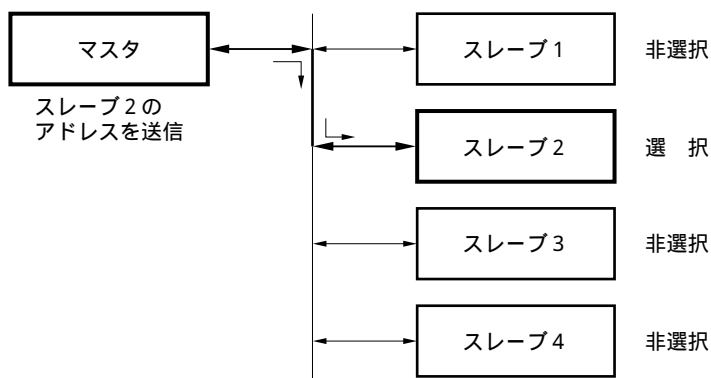 マスタ
スレーブ1
非選択
スレーブ2の
アドレスを送信
スレーブ2
選　択
スレーブ3
非選択
スレーブ4
非選択